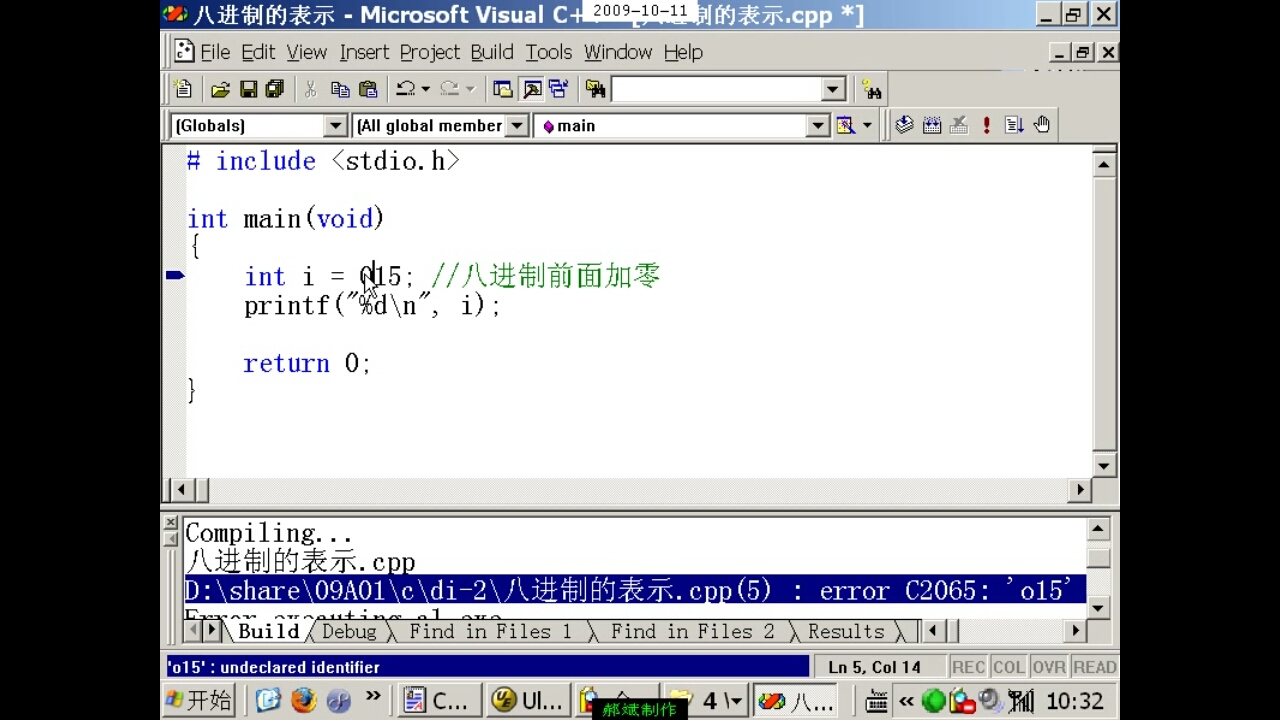 八进制的表示 - Microsoft Visual C+
2009-10-11
进制的表示.cpp *]
File Edit View Insert Project Build Tools Window Help
(Globals) (All global member main
# include <stdio.h>
int main(void)
{
int i = 015; //八进制前面加零
printf("%d\n", i);
return 0;
}
Compiling...
八进制的表示.cpp
D:\share\09A01\c\di-2\八进制的表示.cpp(5) : error C2065: 'o15'
Error executing cl.exe
Build Debug Find in Files 1 Find in Files 2 Results
'o15' : undeclared identifier Ln 5, Col 14 REC COL OVR READ
开始 » C... Ul... 4 八... « 10:32
郝斌制作